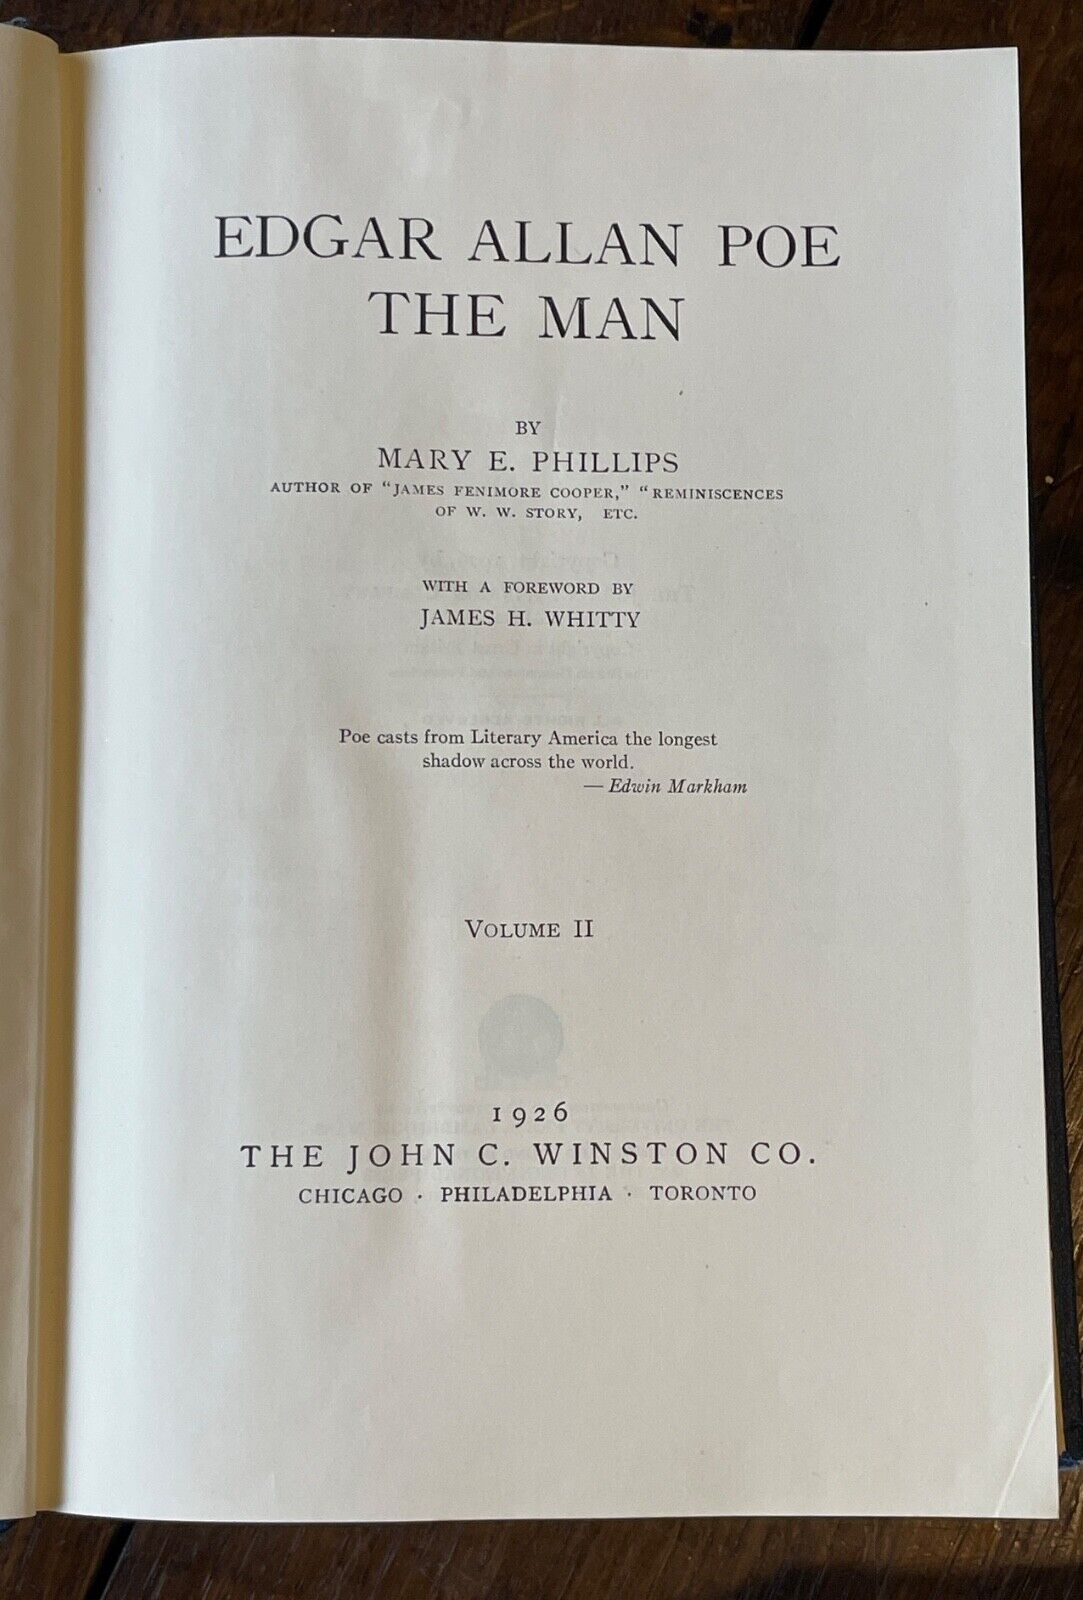 EDGAR ALLAN POE
THE MAN
BY
MARY E. PHILLIPS
AUTHOR OF “JAMES FENIMORE COOPER,” “REMINISCENCES
OF W. W. STORY, ETC.
WITH A FOREWORD BY
JAMES H. WHITTY
Poe casts from Literary America the longest
shadow across the world.
— Edwin Markham
VOLUME II
1926
THE JOHN C. WINSTON CO.
CHICAGO · PHILADELPHIA · TORONTO